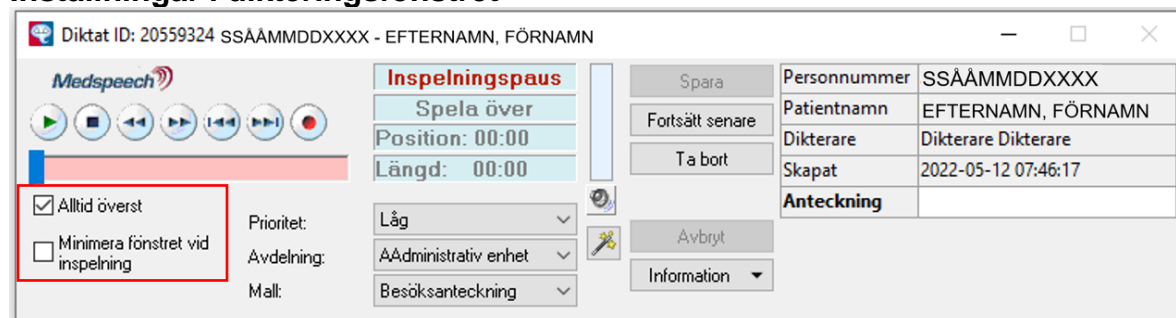 Diktat ID: 20559324 SSÅÅMMDDXXXX - EFTERNAMN, FÖRNAMN
Medspeech
Inspelningspaus
Spela över
Position: 00:00
Längd: 00:00
Alltid överst
Minimera fönstret vid
inspelning
Prioritet: Låg
Avdelning: AAdministrativ enhet
Mall: Besöksanteckning
Spara
Fortsätt senare
Ta bort
Avbryt
Information
Personnummer SSÅÅMMDDXXXX
Patientnamn EFTERNAMN, FÖRNAMN
Dikterare Dikterare Dikterare
Skapat 2022-05-12 07:46:17
Anteckning